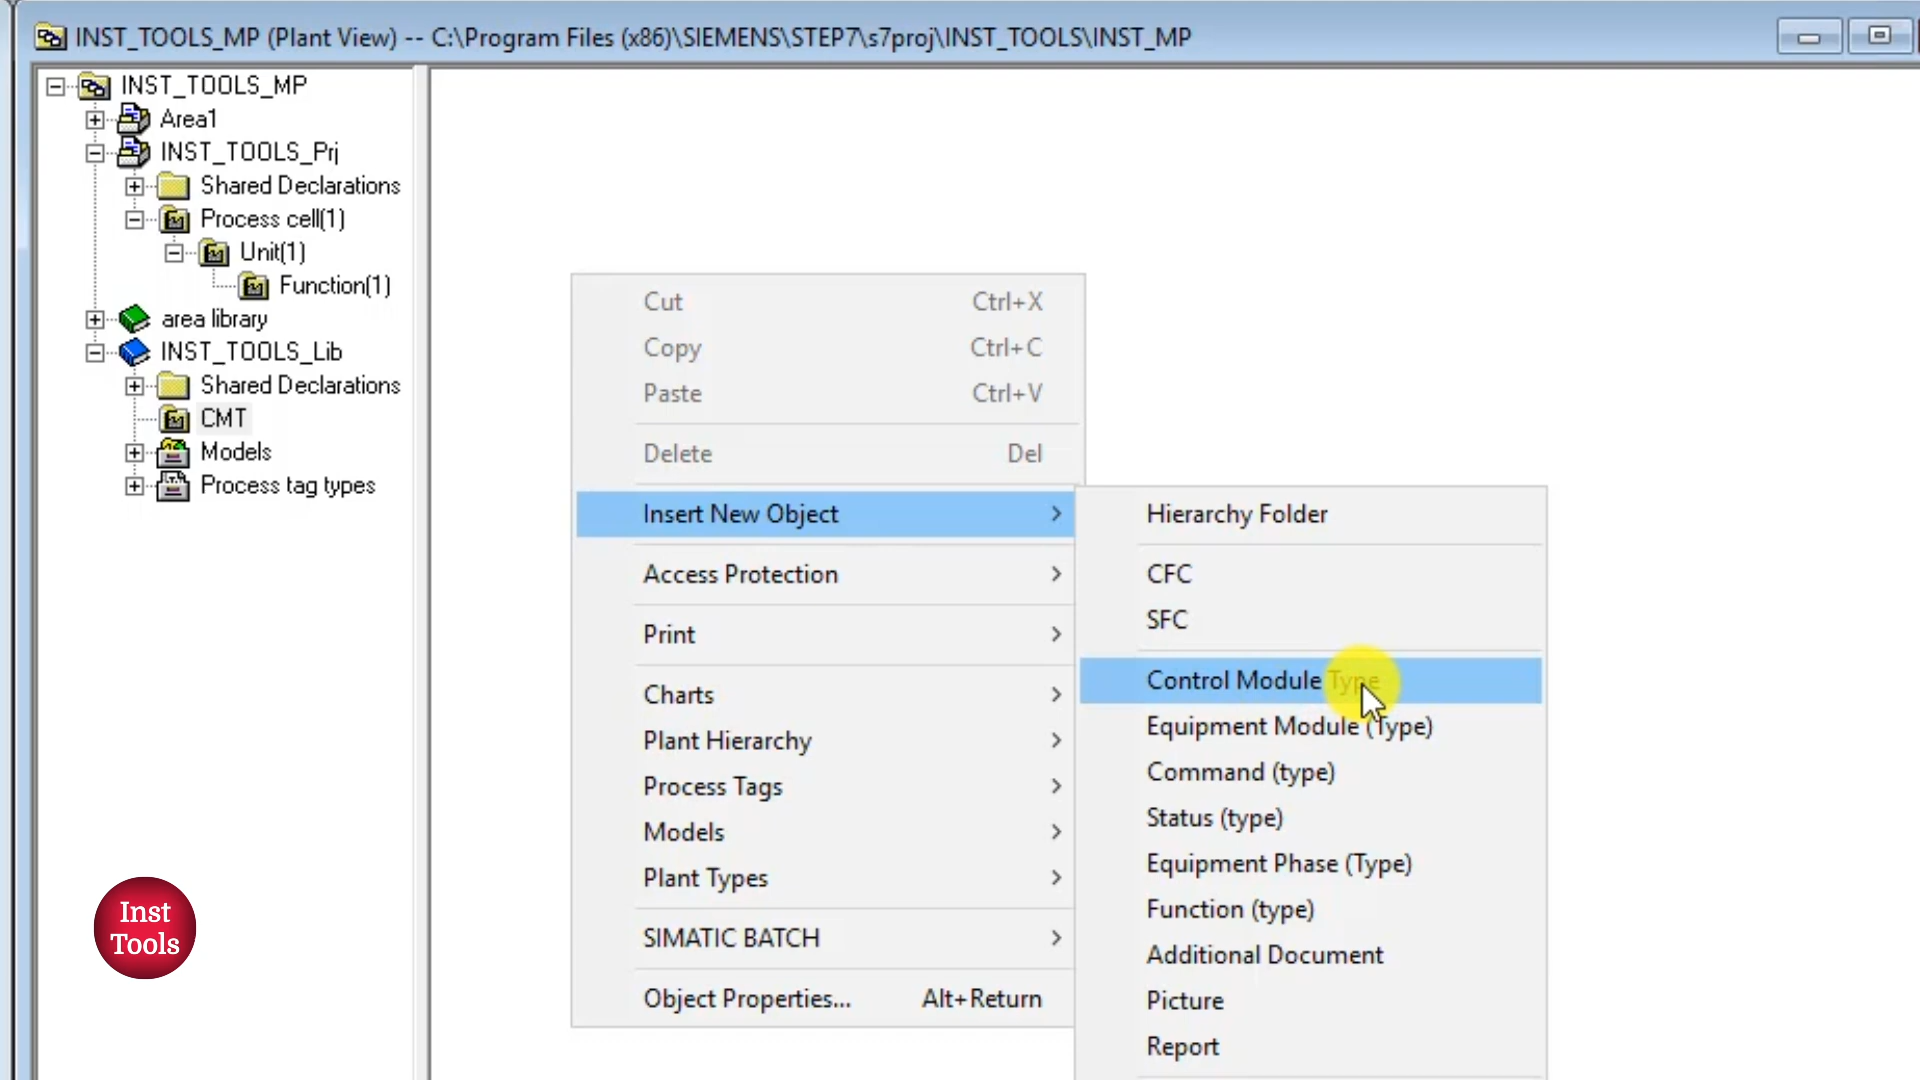 INST_TOOLS_MP (Plant View) -- C:\Program Files (x86)\SIEMENS\STEP7\s7proj\INST_TOOLS\INST_MP
INST_TOOLS_MP
Area1
INST_TOOLS_Prj
Shared Declarations
Process cell(1)
Unit(1)
Function(1)
area library
INST_TOOLS_Lib
Shared Declarations
CMT
Models
Process tag types
Cut Ctrl+X
Copy Ctrl+C
Paste Ctrl+V
Delete Del
Insert New Object
Access Protection
Print
Charts
Plant Hierarchy
Process Tags
Models
Plant Types
SIMATIC BATCH
Object Properties... Alt+Return
Hierarchy Folder
CFC
SFC
Control Module Type
Equipment Module (Type)
Command (type)
Status (type)
Equipment Phase (Type)
Function (type)
Additional Document
Picture
Report
Inst
Tools